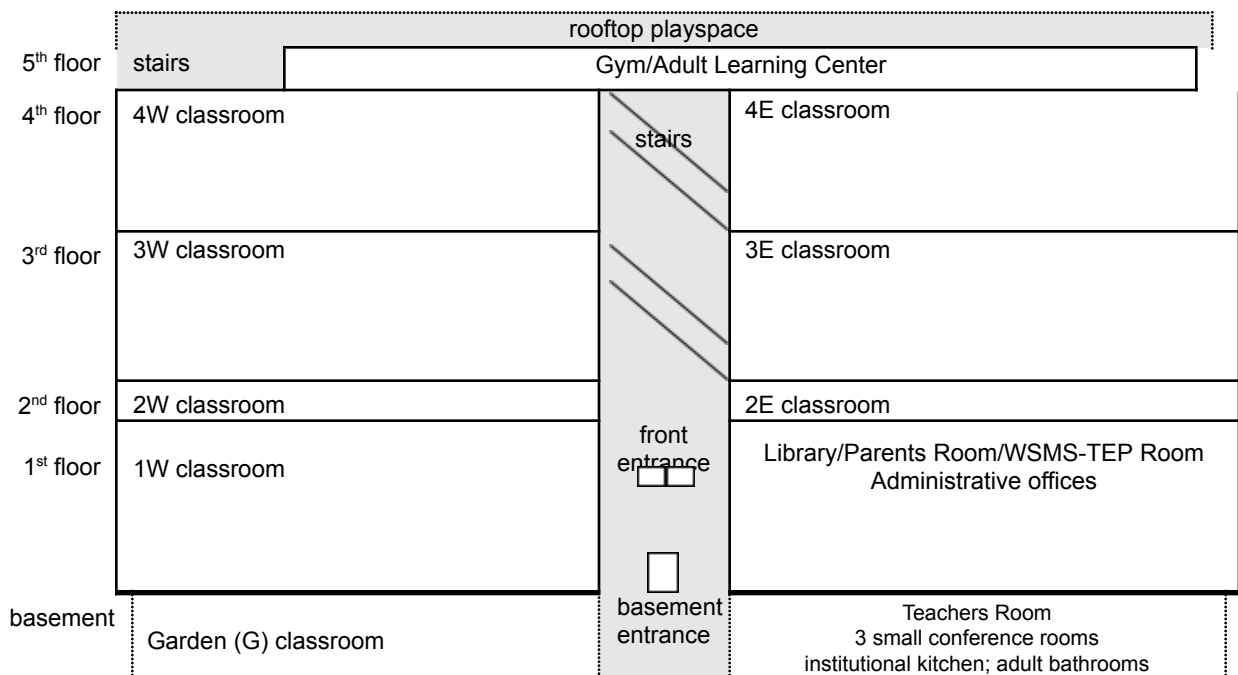 rooftop playspace
5th floor stairs Gym/Adult Learning Center
4th floor 4W classroom 4E classroom
stairs
3rd floor 3W classroom 3E classroom
2nd floor 2W classroom 2E classroom
front
entrance
1st floor 1W classroom
Library/Parents Room/WSMS-TEP Room
Administrative offices
basement
Garden (G) classroom
basement
entrance
Teachers Room
3 small conference rooms
institutional kitchen; adult bathrooms